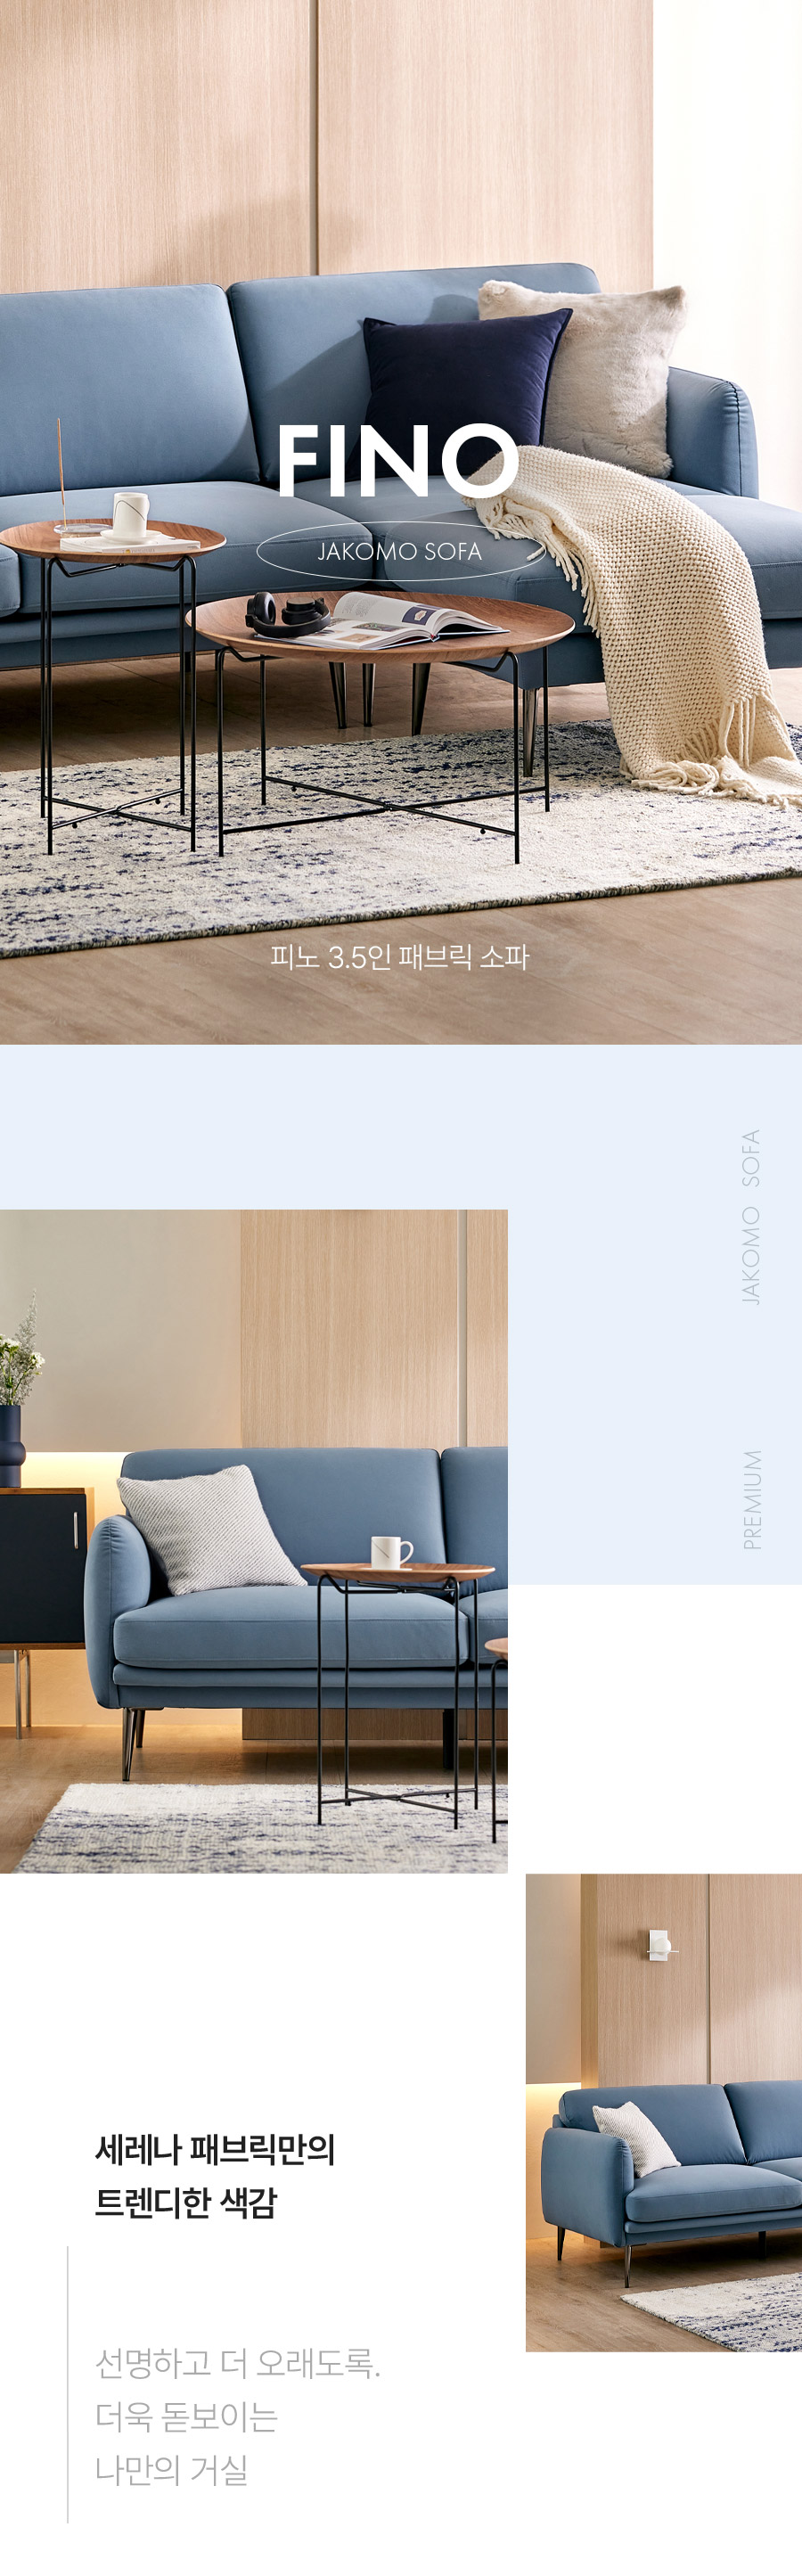 FINO
JAKOMO SOFA
피노 3.5인 패브릭 소파
JAKOMO SOFA
PREMIUM
세레나 패브릭만의
트렌디한 색감
선명하고 더 오래도록.
더욱 돋보이는
나만의 거실